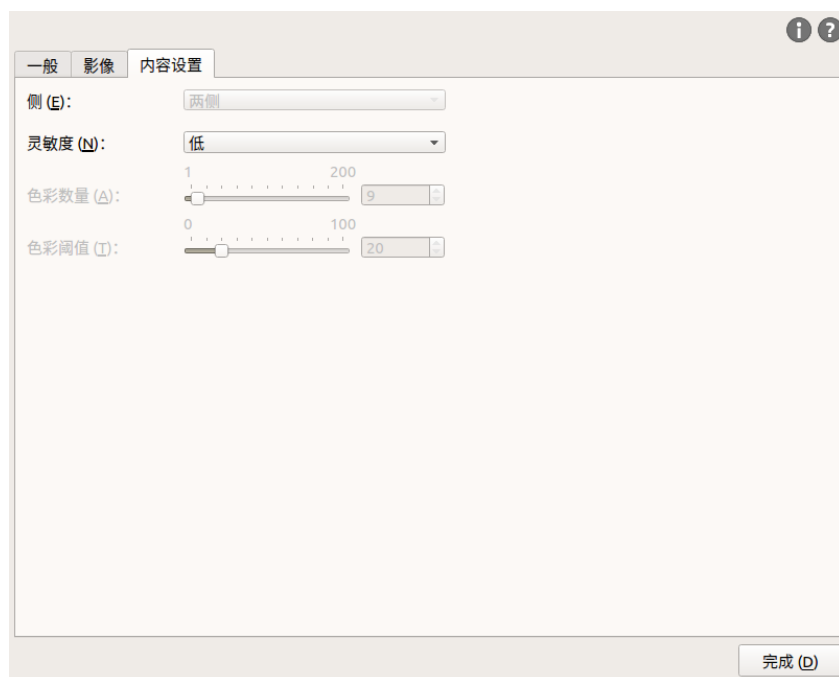 i ?
一般 影像 内容设置
侧 (E): 两侧
灵敏度 (N): 低
1 200
色彩数量 (A): 9
0 100
色彩阈值 (T): 20
完成 (D)